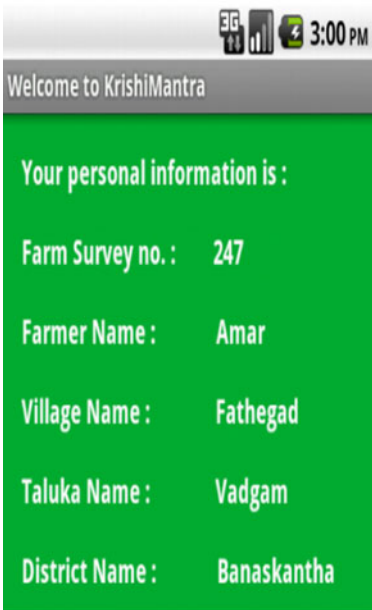 3G 3:00 PM
Welcome to KrishiMantra
Your personal information is :
Farm Survey no. : 247
Farmer Name : Amar
Village Name : Fathegad
Taluka Name : Vadgam
District Name : Banaskantha